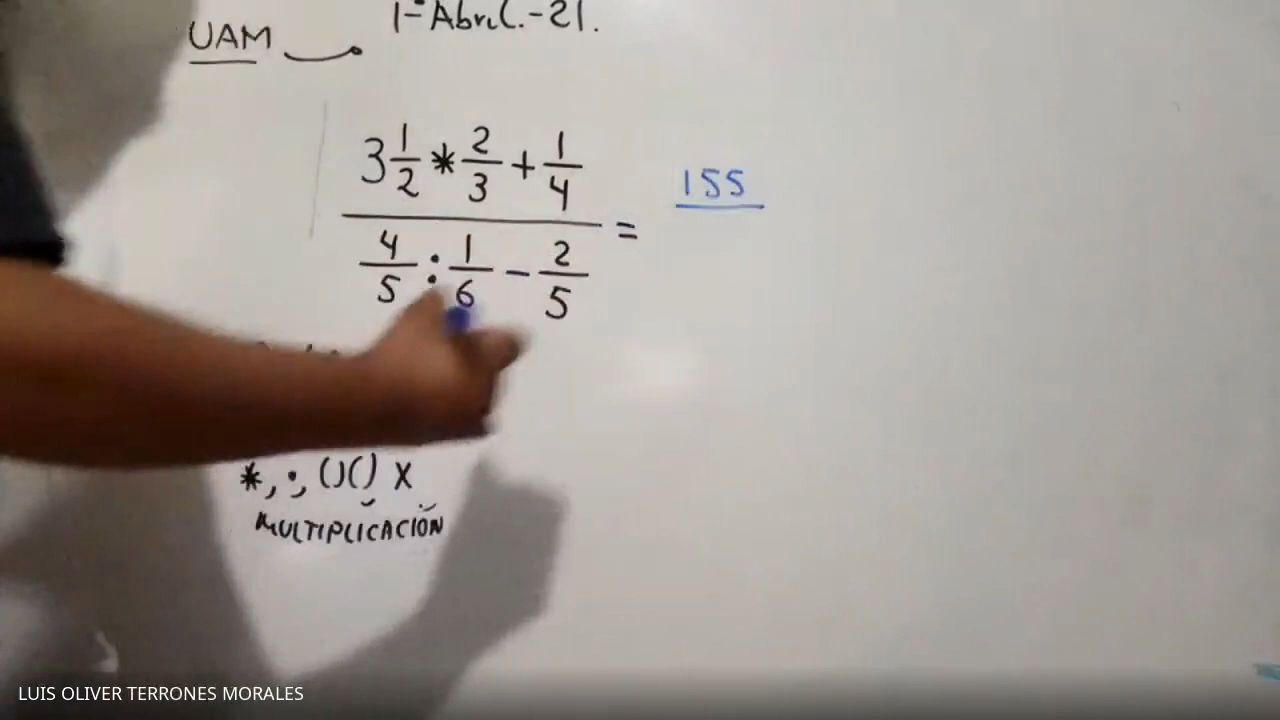 1-Abril.-21.
UAM
3 1/2 * 2/3 + 1/4
155
=
4/5 : 1/6 - 2/5
*, ·, ()() x
MULTIPLICACIÓN
LUIS OLIVER TERRONES MORALES